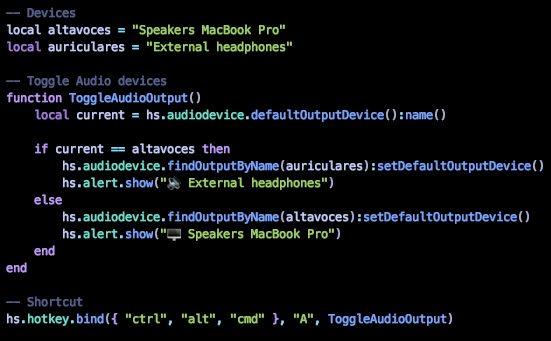 -- Devices
local altavoces = "Speakers MacBook Pro"
local auriculares = "External headphones"
-- Toggle Audio devices
function ToggleAudioOutput()
local current = hs.audiodevice.defaultOutputDevice():name()
if current == altavoces then
hs.audiodevice.findOutputByName(auriculares):setDefaultOutputDevice()
hs.alert.show("🔊 External headphones")
else
hs.audiodevice.findOutputByName(altavoces):setDefaultOutputDevice()
hs.alert.show("🖥️ Speakers MacBook Pro")
end
end
-- Shortcut
hs.hotkey.bind({ "ctrl", "alt", "cmd" }, "A", ToggleAudioOutput)